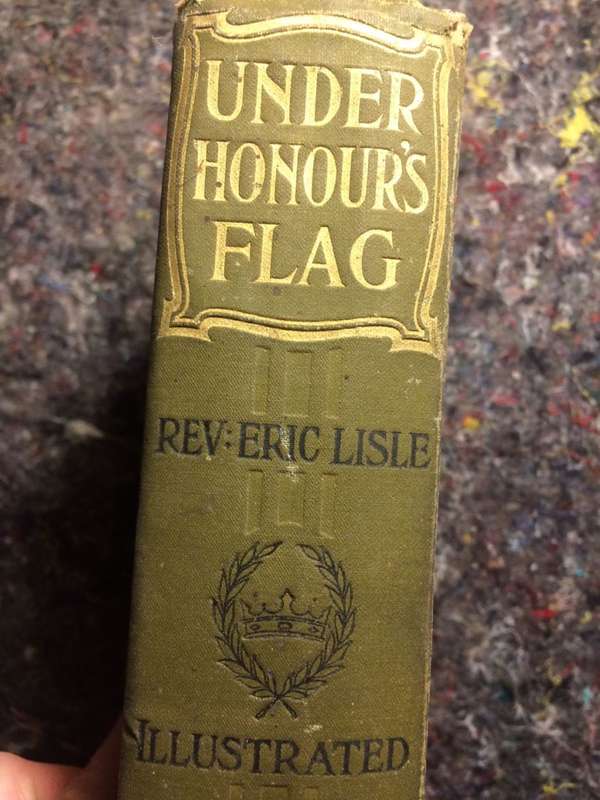 UNDER
HONOUR'S
FLAG
REV: ERIC LISLE
ILLUSTRATED